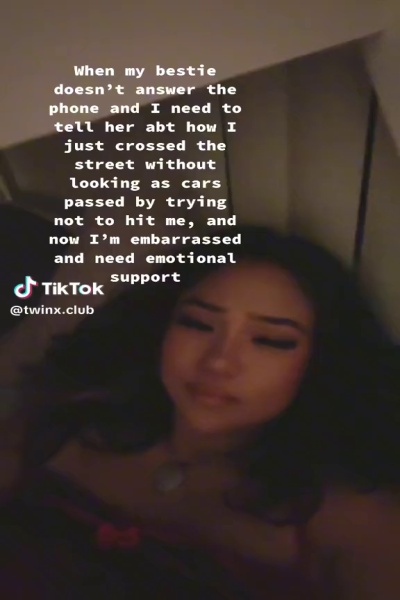 When my bestie
doesn’t answer the
phone and I need to
tell her abt how I
just crossed the
street without
looking as cars
passed by trying
not to hit me, and
now I’m embarrassed
and need emotional
support
TikTok
@twinx.club